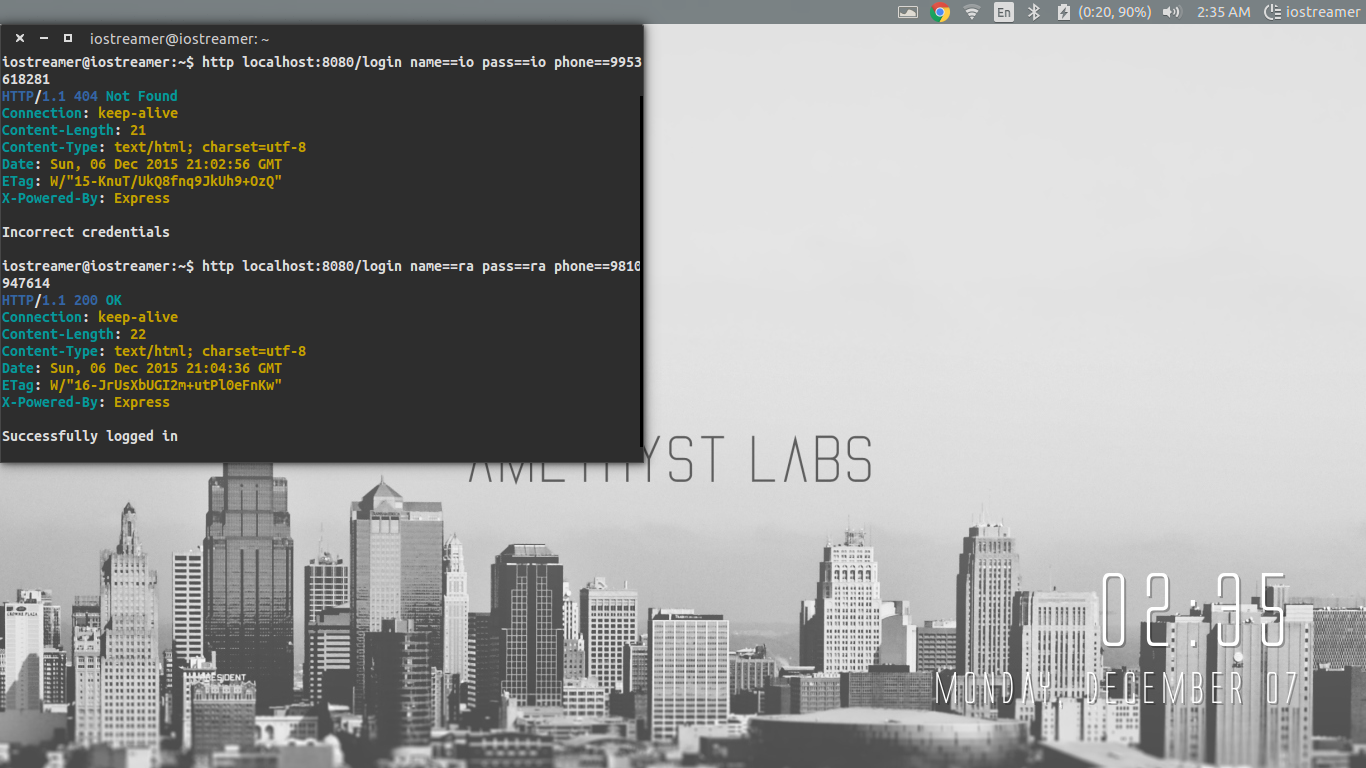 En (0:20, 90%) 2:35 AM iostreamer
iostreamer@iostreamer: ~
iostreamer@iostreamer:~$ http localhost:8080/login name==io pass==io phone==9953
618281
HTTP/1.1 404 Not Found
Connection: keep-alive
Content-Length: 21
Content-Type: text/html; charset=utf-8
Date: Sun, 06 Dec 2015 21:02:56 GMT
ETag: W/"15-KnuT/UkQ8fnq9JkUh9+OzQ"
X-Powered-By: Express
Incorrect credentials
iostreamer@iostreamer:~$ http localhost:8080/login name==ra pass==ra phone==9810
947614
HTTP/1.1 200 OK
Connection: keep-alive
Content-Length: 22
Content-Type: text/html; charset=utf-8
Date: Sun, 06 Dec 2015 21:04:36 GMT
ETag: W/"16-JrUsXbUGI2m+utPl0eFnKw"
X-Powered-By: Express
Successfully logged in
AMETHYST LABS
02:35
MONDAY, DECEMBER 07